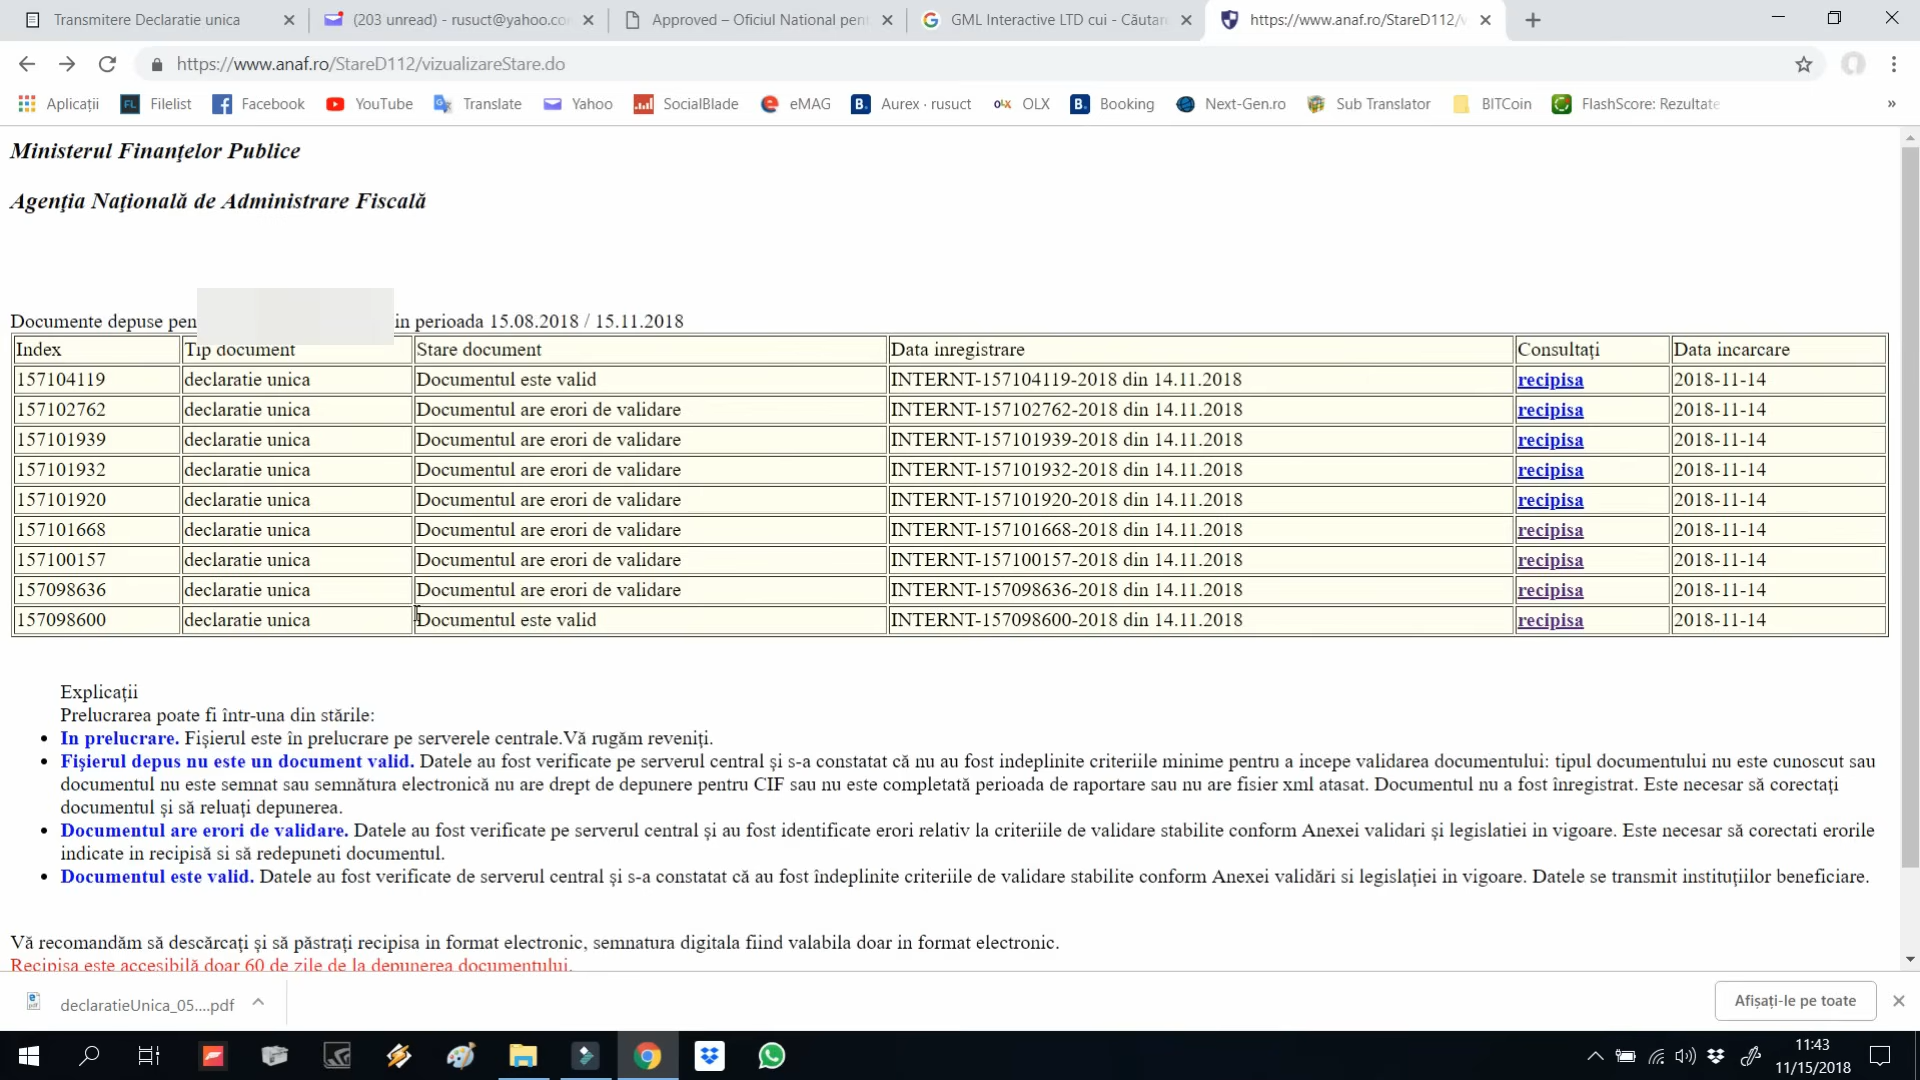 Transmitere Declaratie unica
(203 unread) - rusuct@yahoo.co
Approved – Oficiul National pen
GML Interactive LTD cui - Căutar
https://www.anaf.ro/StareD112/v
https://www.anaf.ro/StareD112/vizualizareStare.do
Aplicații Filelist Facebook YouTube Translate Yahoo SocialBlade eMAG Aurex · rusuct OLX Booking Next-Gen.ro Sub Translator BITCoin FlashScore: Rezultate »
Ministerul Finanţelor Publice
Agenţia Naţională de Administrare Fiscală
Documente depuse pen in perioada 15.08.2018 / 15.11.2018
Index Tip document Stare document Data inregistrare Consultați Data incarcare
157104119 declaratie unica Documentul este valid INTERNT-157104119-2018 din 14.11.2018 recipisa 2018-11-14
157102762 declaratie unica Documentul are erori de validare INTERNT-157102762-2018 din 14.11.2018 recipisa 2018-11-14
157101939 declaratie unica Documentul are erori de validare INTERNT-157101939-2018 din 14.11.2018 recipisa 2018-11-14
157101932 declaratie unica Documentul are erori de validare INTERNT-157101932-2018 din 14.11.2018 recipisa 2018-11-14
157101920 declaratie unica Documentul are erori de validare INTERNT-157101920-2018 din 14.11.2018 recipisa 2018-11-14
157101668 declaratie unica Documentul are erori de validare INTERNT-157101668-2018 din 14.11.2018 recipisa 2018-11-14
157100157 declaratie unica Documentul are erori de validare INTERNT-157100157-2018 din 14.11.2018 recipisa 2018-11-14
157098636 declaratie unica Documentul are erori de validare INTERNT-157098636-2018 din 14.11.2018 recipisa 2018-11-14
157098600 declaratie unica Documentul este valid INTERNT-157098600-2018 din 14.11.2018 recipisa 2018-11-14
Explicații
Prelucrarea poate fi într-una din stările:
In prelucrare. Fișierul este în prelucrare pe serverele centrale.Vă rugăm reveniți.
Fișierul depus nu este un document valid. Datele au fost verificate pe serverul central și s-a constatat că nu au fost indeplinite criteriile minime pentru a incepe validarea documentului: tipul documentului nu este cunoscut sau
documentul nu este semnat sau semnătura electronică nu are drept de depunere pentru CIF sau nu este completată perioada de raportare sau nu are fisier xml atasat. Documentul nu a fost înregistrat. Este necesar să corectați
documentul și să reluați depunerea.
Documentul are erori de validare. Datele au fost verificate pe serverul central și au fost identificate erori relativ la criteriile de validare stabilite conform Anexei validari și legislatiei in vigoare. Este necesar să corectati erorile
indicate in recipisă si să redepuneti documentul.
Documentul este valid. Datele au fost verificate de serverul central și s-a constatat că au fost îndeplinite criteriile de validare stabilite conform Anexei validări si legislației in vigoare. Datele se transmit instituțiilor beneficiare.
Vă recomandăm să descărcați și să păstrați recipisa in format electronic, semnatura digitala fiind valabila doar in format electronic.
Recipisa este accesibilă doar 60 de zile de la depunerea documentului.
declaratieUnica_05....pdf
Afișați-le pe toate
11:43
11/15/2018